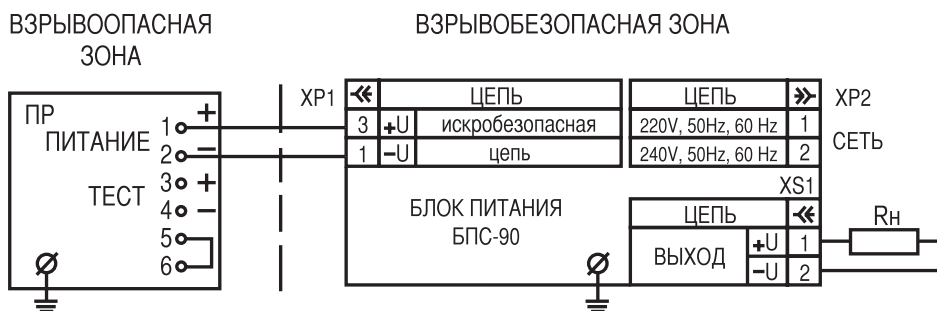 ВЗРЫВООПАСНАЯ
ЗОНА
ВЗРЫВОБЕЗОПАСНАЯ ЗОНА
ПР
ПИТАНИЕ
1 +
2 –
ТЕСТ
3 +
4 –
5
6
XP1
ЦЕПЬ
3 +U искробезопасная
1 –U цепь
ЦЕПЬ
XP2
220V, 50Hz, 60 Hz 1
240V, 50Hz, 60 Hz 2
СЕТЬ
БЛОК ПИТАНИЯ
БПС-90
XS1
ЦЕПЬ
ВЫХОД
+U 1
–U 2
Rн